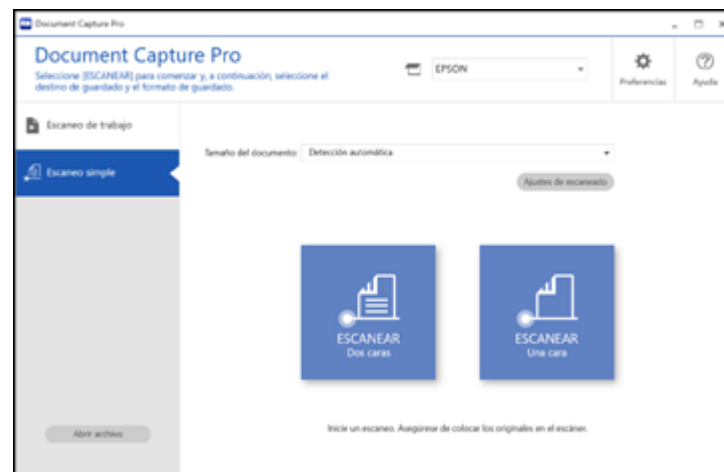 Document Capture Pro
Document Capture Pro
Seleccione [ESCANEAR] para comenzar y, a continuación, seleccione el
destino de guardado y el formato de guardado.
EPSON
Preferencias
Ayuda
Escaneo de trabajo
Escaneo simple
Tamaño del documento:
Detección automática
Ajustes de escaneado
ESCANEAR
Dos caras
ESCANEAR
Una cara
Abrir archivo
Inicie un escaneo. Asegúrese de colocar los originales en el escáner.